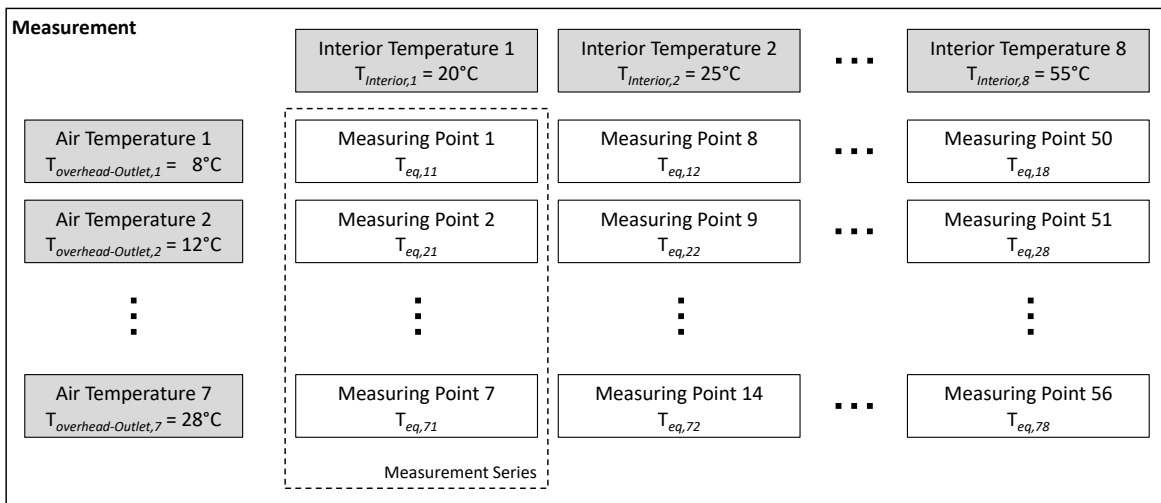 Measurement
Interior Temperature 1
T_Interior,1 = 20°C
Interior Temperature 2
T_Interior,2 = 25°C
Interior Temperature 8
T_Interior,8 = 55°C
Air Temperature 1
T_overhead-Outlet,1 = 8°C
Measuring Point 1
T_eq,11
Measuring Point 8
T_eq,12
Measuring Point 50
T_eq,18
Air Temperature 2
T_overhead-Outlet,2 = 12°C
Measuring Point 2
T_eq,21
Measuring Point 9
T_eq,22
Measuring Point 51
T_eq,28
Air Temperature 7
T_overhead-Outlet,7 = 28°C
Measuring Point 7
T_eq,71
Measuring Point 14
T_eq,72
Measuring Point 56
T_eq,78
Measurement Series